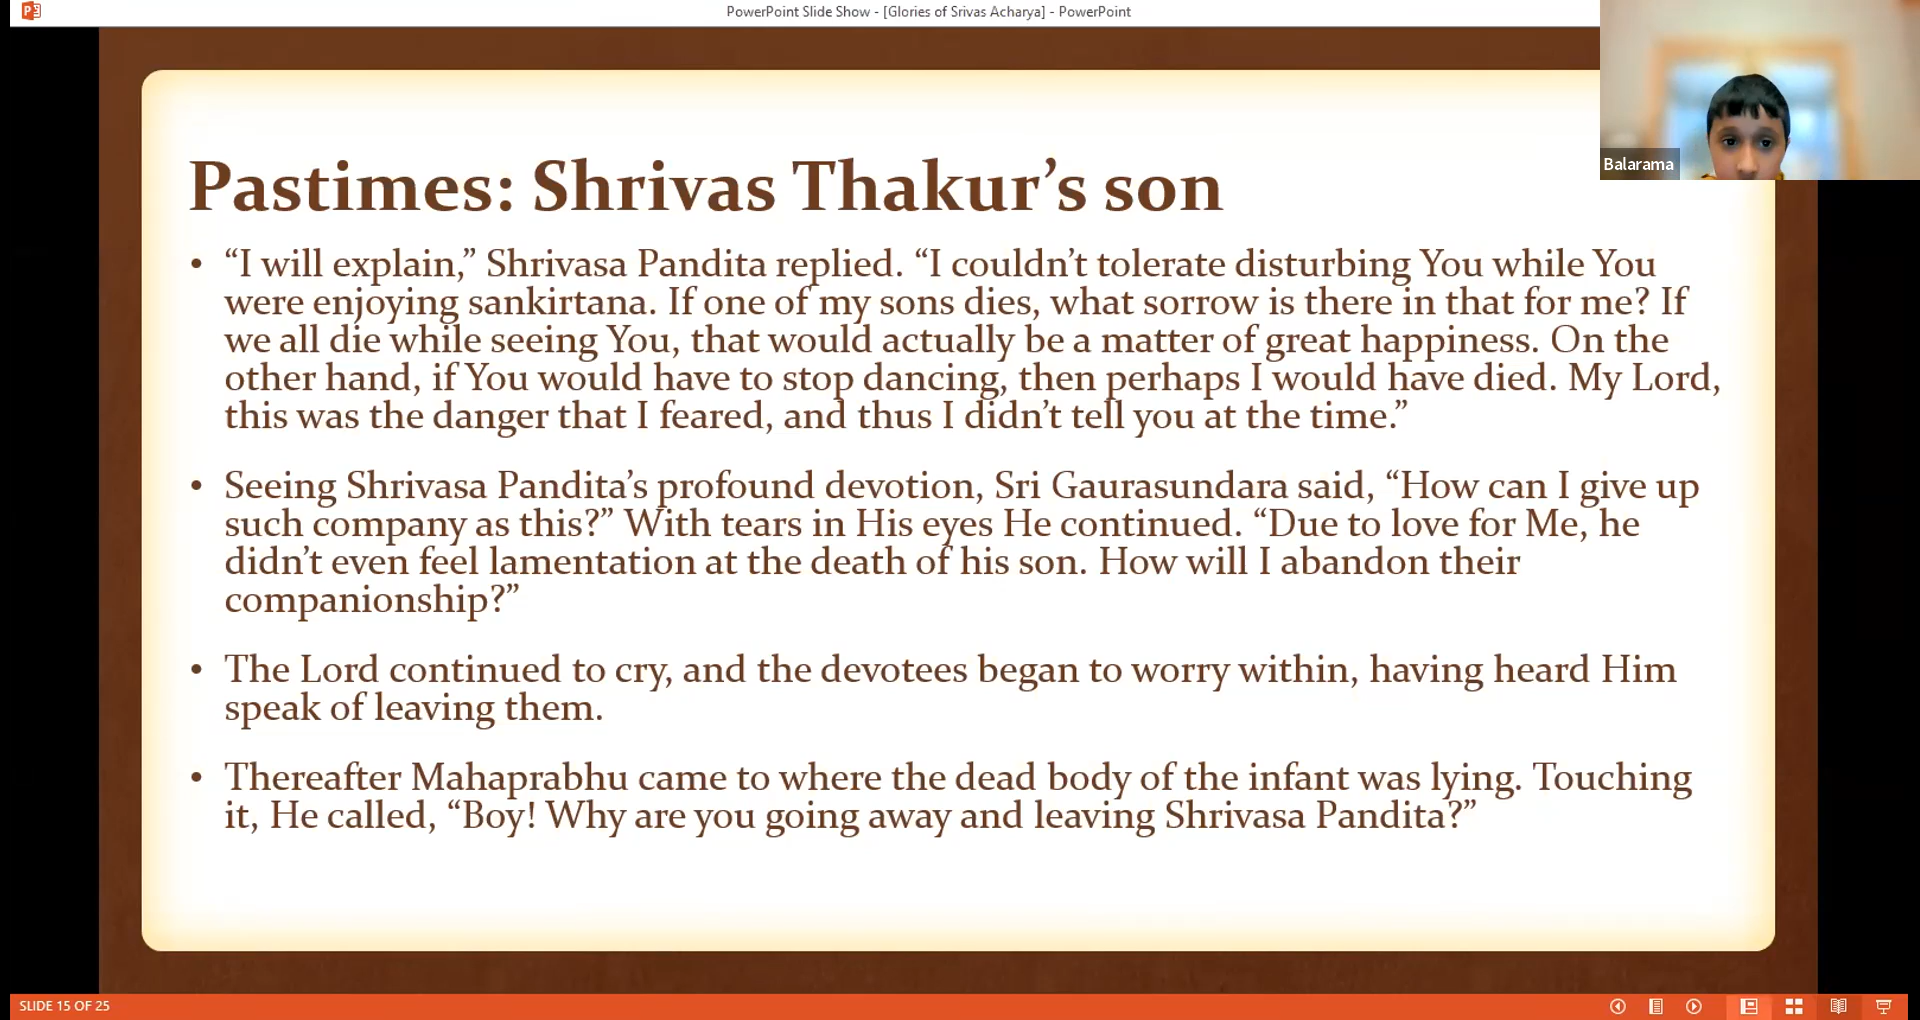 PowerPoint Slide Show - [Glories of Srivas Acharya] - PowerPoint
Balarama
Pastimes: Shrivas Thakur’s son
• “I will explain,” Shrivasa Pandita replied. “I couldn’t tolerate disturbing You while You
were enjoying sankirtana. If one of my sons dies, what sorrow is there in that for me? If
we all die while seeing You, that would actually be a matter of great happiness. On the
other hand, if You would have to stop dancing, then perhaps I would have died. My Lord,
this was the danger that I feared, and thus I didn’t tell you at the time.”
• Seeing Shrivasa Pandita’s profound devotion, Sri Gaurasundara said, “How can I give up
such company as this?” With tears in His eyes He continued. “Due to love for Me, he
didn’t even feel lamentation at the death of his son. How will I abandon their
companionship?”
• The Lord continued to cry, and the devotees began to worry within, having heard Him
speak of leaving them.
• Thereafter Mahaprabhu came to where the dead body of the infant was lying. Touching
it, He called, “Boy! Why are you going away and leaving Shrivasa Pandita?”
SLIDE 15 OF 25